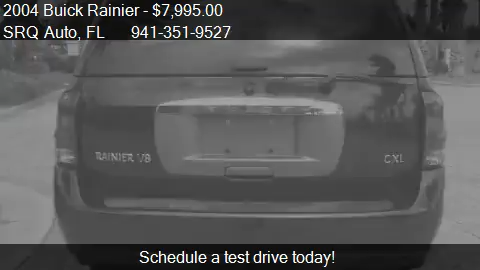 2004 Buick Rainier - $7,995.00
SRQ Auto, FL 941-351-9527
RAINIER V8
CXL
Schedule a test drive today!